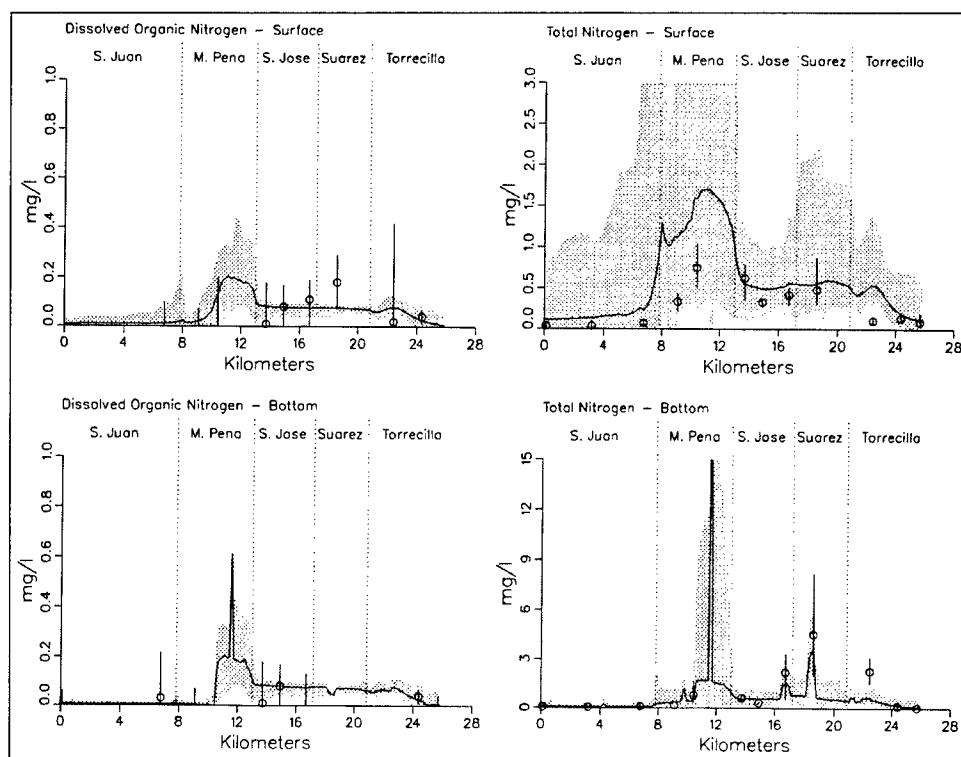 Dissolved Organic Nitrogen – Surface
S. Juan M. Pena S. Jose Suarez Torrecilla
mg/l
1.0
0.8
0.6
0.4
0.2
0.0
0 4 8 12 16 20 24 28
Kilometers
Total Nitrogen – Surface
S. Juan M. Pena S. Jose Suarez Torrecilla
mg/l
3.0
2.5
2.0
1.5
1.0
0.5
0.0
0 4 8 12 16 20 24 28
Kilometers
Dissolved Organic Nitrogen – Bottom
S. Juan M. Pena S. Jose Suarez Torrecilla
mg/l
1.0
0.8
0.6
0.4
0.2
0.0
0 4 8 12 16 20 24 28
Kilometers
Total Nitrogen – Bottom
S. Juan M. Pena S. Jose Suarez Torrecilla
mg/l
15
12
9
6
3
0
0 4 8 12 16 20 24 28
Kilometers